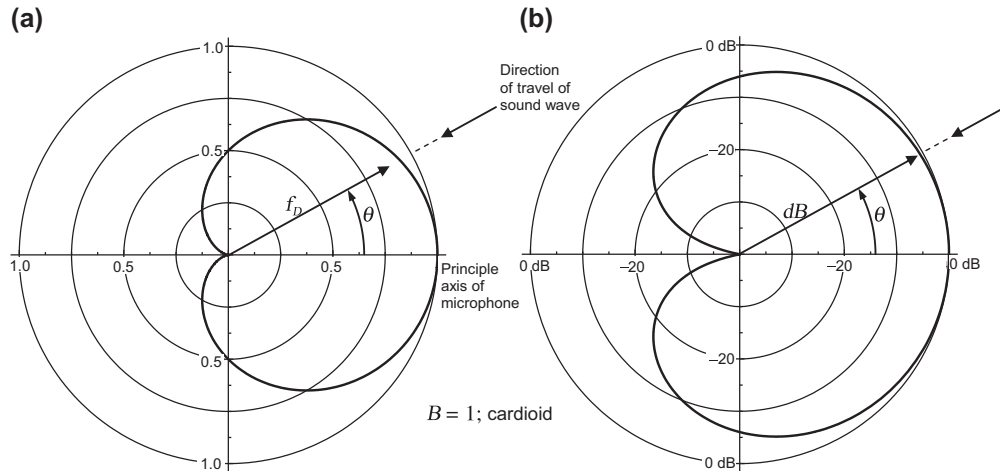 (a)
(b)
1.0
0 dB
Direction
of travel of
sound wave
0.5
–20
f_D
θ
dB
θ
1.0
0.5
0.5
Principle
axis of
microphone
0 dB
–20
–20
0 dB
0.5
–20
B = 1; cardioid
1.0
0 dB